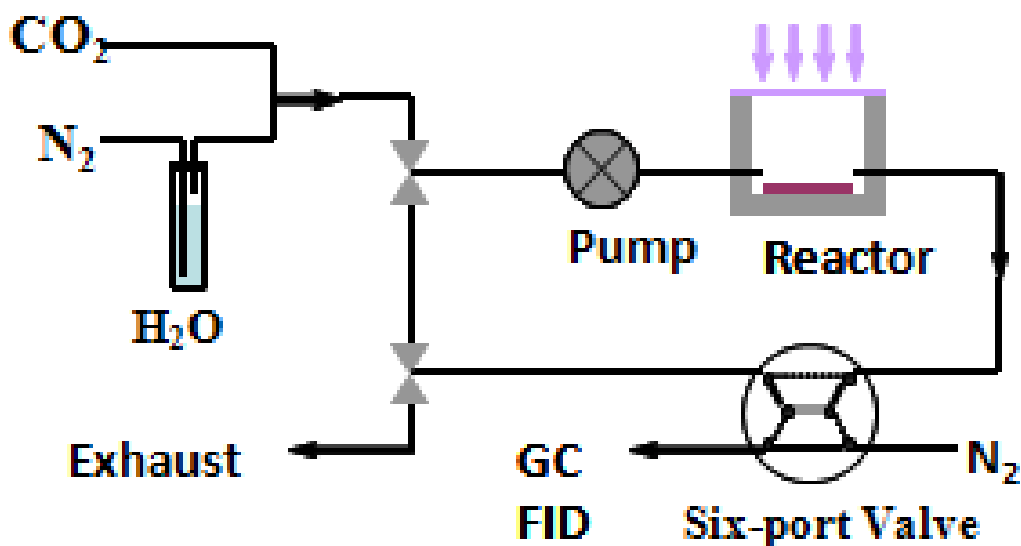 CO₂
N₂
H₂O
Pump
Reactor
Exhaust
GC
FID
N₂
Six-port Valve